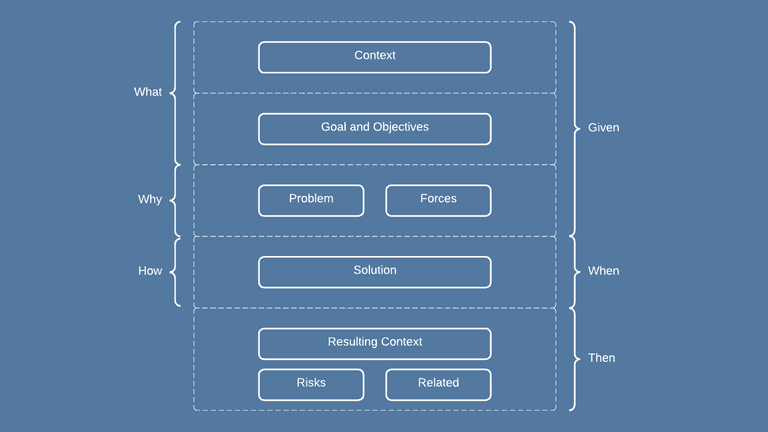 Context
What
Goal and Objectives
Given
Why
Problem
Forces
How
Solution
When
Resulting Context
Then
Risks
Related